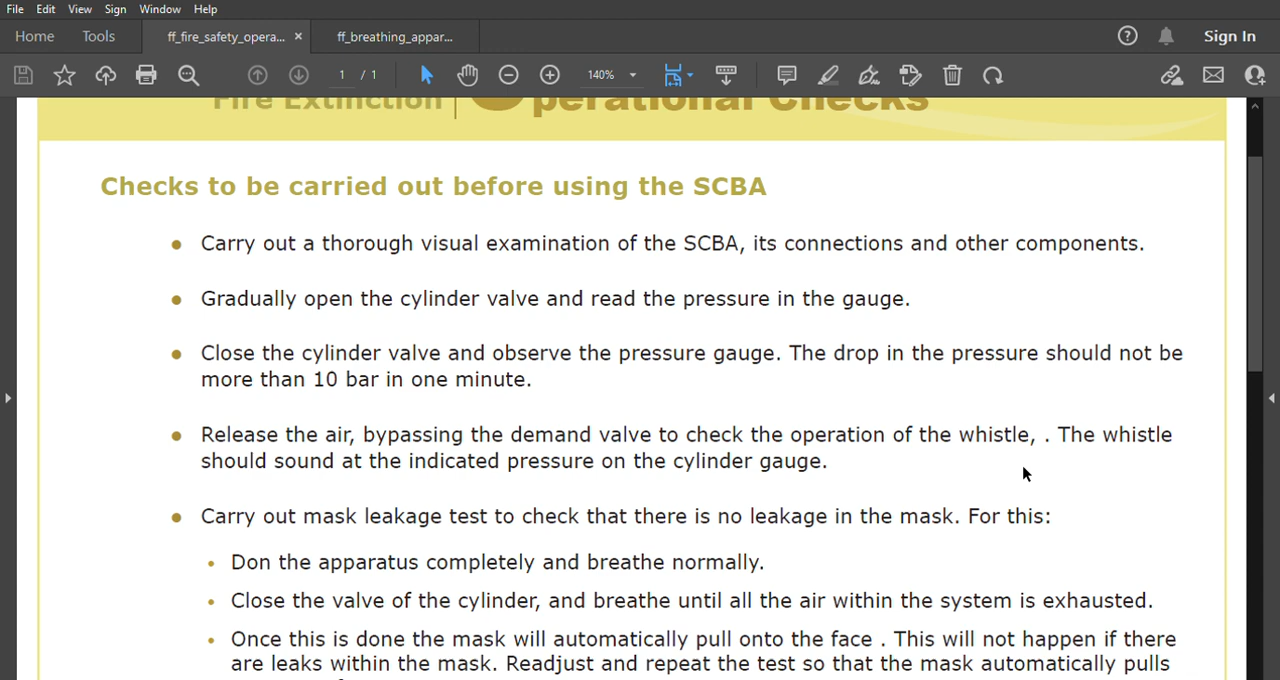 File Edit View Sign Window Help
Home Tools ff_fire_safety_opera... × ff_breathing_appar... Sign In
1 / 1 140%
Fire Extinction Operational Checks
Checks to be carried out before using the SCBA
• Carry out a thorough visual examination of the SCBA, its connections and other components.
• Gradually open the cylinder valve and read the pressure in the gauge.
• Close the cylinder valve and observe the pressure gauge. The drop in the pressure should not be
more than 10 bar in one minute.
• Release the air, bypassing the demand valve to check the operation of the whistle, . The whistle
should sound at the indicated pressure on the cylinder gauge.
• Carry out mask leakage test to check that there is no leakage in the mask. For this:
• Don the apparatus completely and breathe normally.
• Close the valve of the cylinder, and breathe until all the air within the system is exhausted.
• Once this is done the mask will automatically pull onto the face . This will not happen if there
are leaks within the mask. Readjust and repeat the test so that the mask automatically pulls